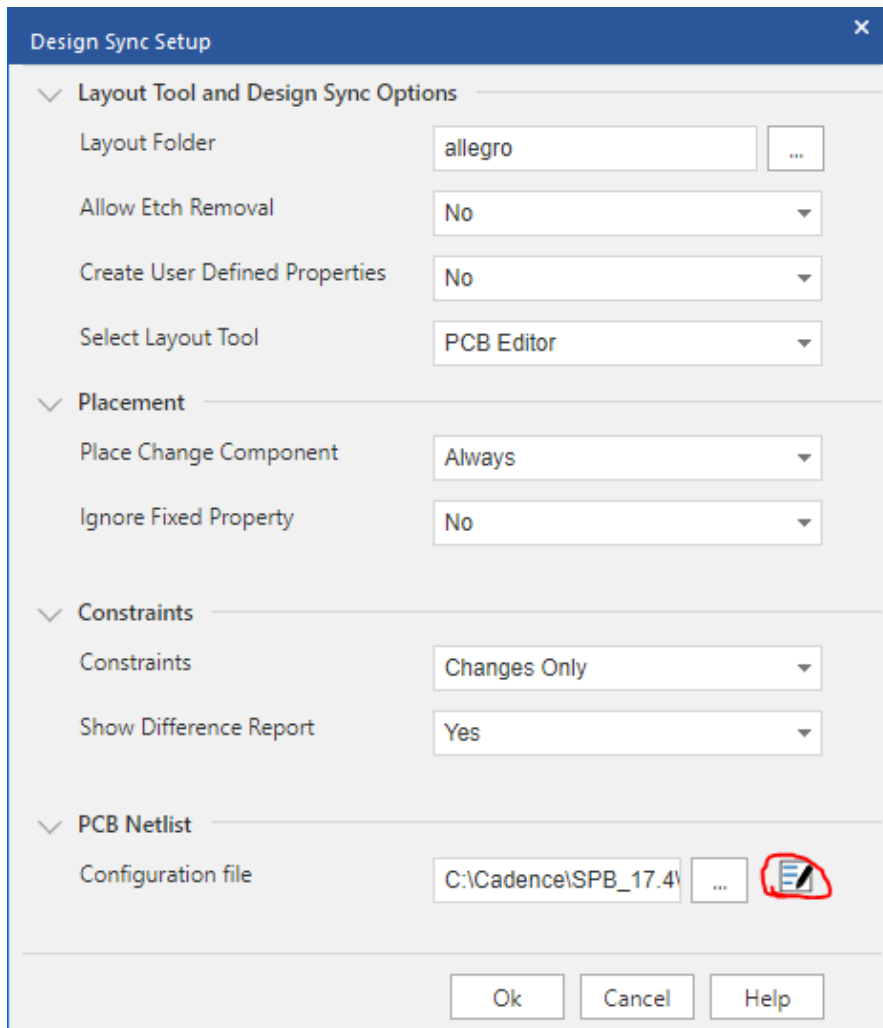 Design Sync Setup ×
Layout Tool and Design Sync Options
Layout Folder allegro ...
Allow Etch Removal No
Create User Defined Properties No
Select Layout Tool PCB Editor
Placement
Place Change Component Always
Ignore Fixed Property No
Constraints
Constraints Changes Only
Show Difference Report Yes
PCB Netlist
Configuration file C:\Cadence\SPB_17.4\ ...
Ok Cancel Help